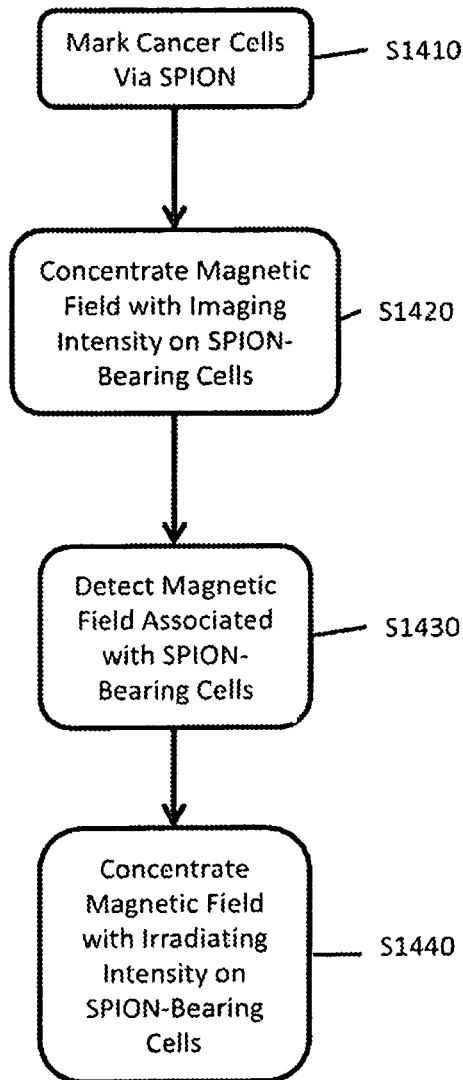 Mark Cancer Cells
Via SPION
S1410
Concentrate Magnetic
Field with Imaging
Intensity on SPION-
Bearing Cells
S1420
Detect Magnetic
Field Associated
with SPION-
Bearing Cells
S1430
Concentrate
Magnetic Field
with Irradiating
Intensity on
SPION-Bearing
Cells
S1440